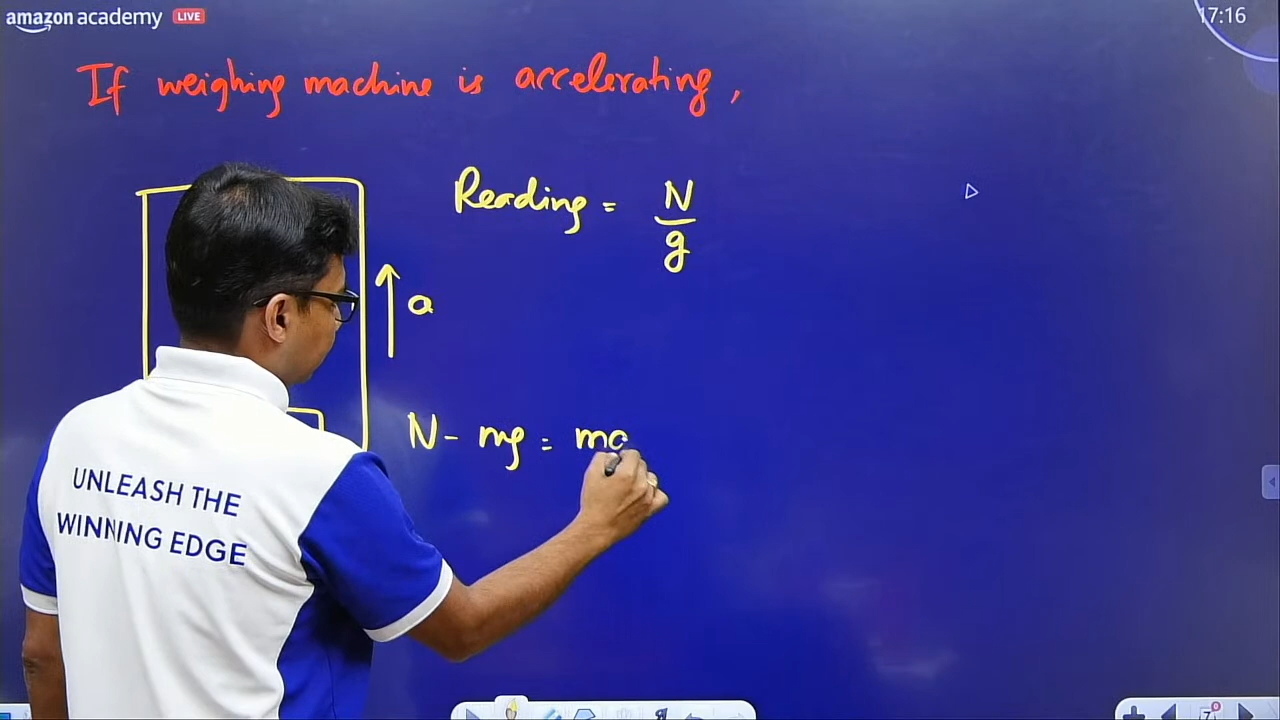 amazon academy LIVE
17:16
If weighing machine is accelerating,
Reading = N/g
a
N - mg = ma
UNLEASH THE
WINNING EDGE